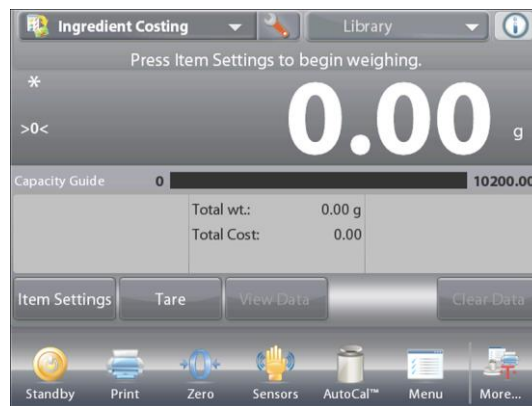 Ingredient Costing Library
Press Item Settings to begin weighing.
*
>0< 0.00 g
Capacity Guide 0 10200.00
Total wt.: 0.00 g
Total Cost: 0.00
Item Settings Tare View Data Clear Data
Standby Print Zero Sensors AutoCal™ Menu More...